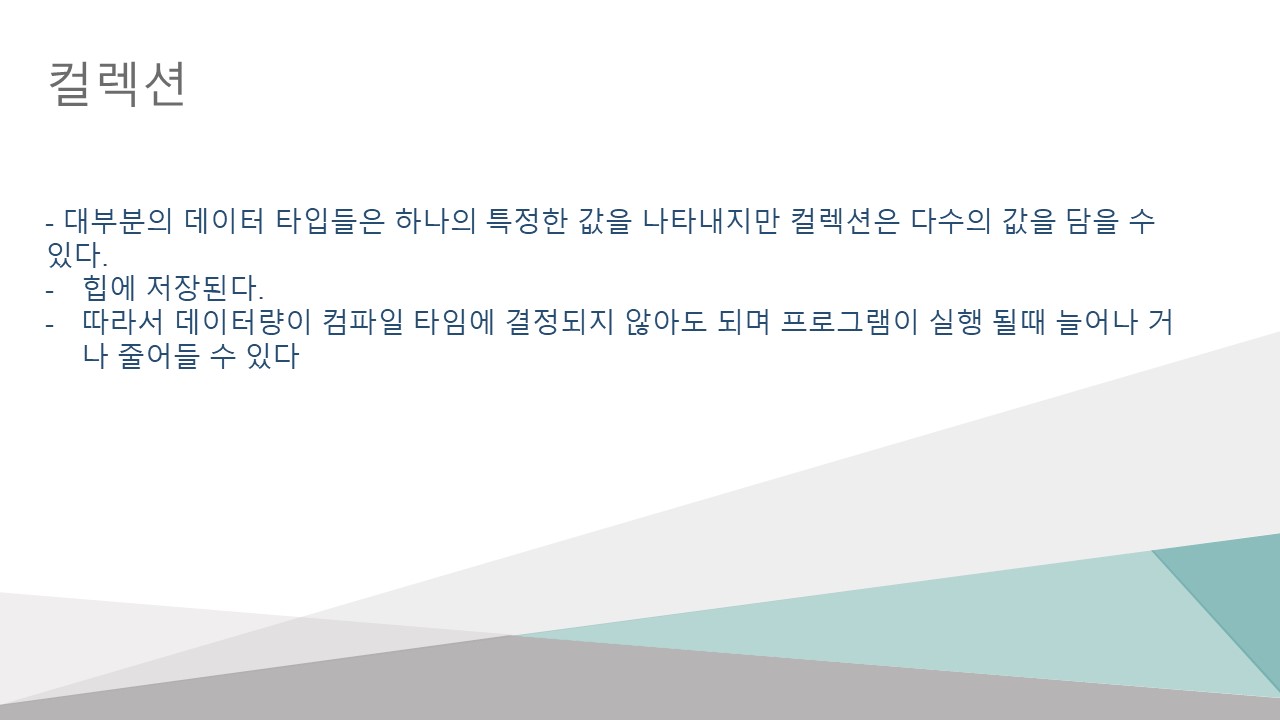 컬렉션
- 대부분의 데이터 타입들은 하나의 특정한 값을 나타내지만 컬렉션은 다수의 값을 담을 수
있다.
- 힙에 저장된다.
- 따라서 데이터량이 컴파일 타임에 결정되지 않아도 되며 프로그램이 실행 될때 늘어나 거
나 줄어들 수 있다